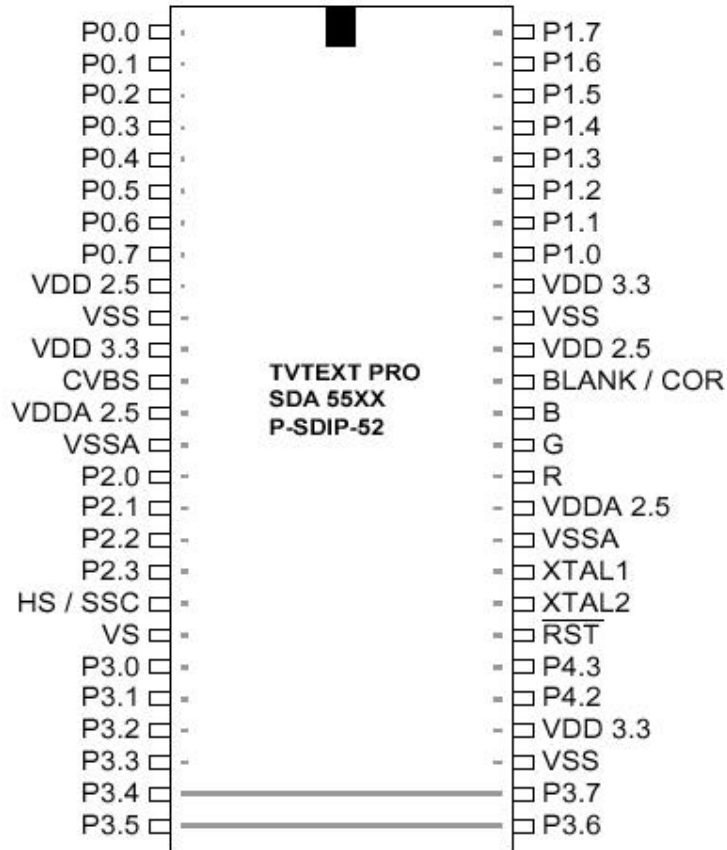 P0.0 P1.7
P0.1 P1.6
P0.2 P1.5
P0.3 P1.4
P0.4 P1.3
P0.5 P1.2
P0.6 P1.1
P0.7 P1.0
VDD 2.5 VDD 3.3
VSS VSS
VDD 3.3 VDD 2.5
CVBS TVTEXT PRO BLANK / COR
VDDA 2.5 SDA 55XX B
VSSA P-SDIP-52 G
P2.0 R
P2.1 VDDA 2.5
P2.2 VSSA
P2.3 XTAL1
HS / SSC XTAL2
VS RST
P3.0 P4.3
P3.1 P4.2
P3.2 VDD 3.3
P3.3 VSS
P3.4 P3.7
P3.5 P3.6